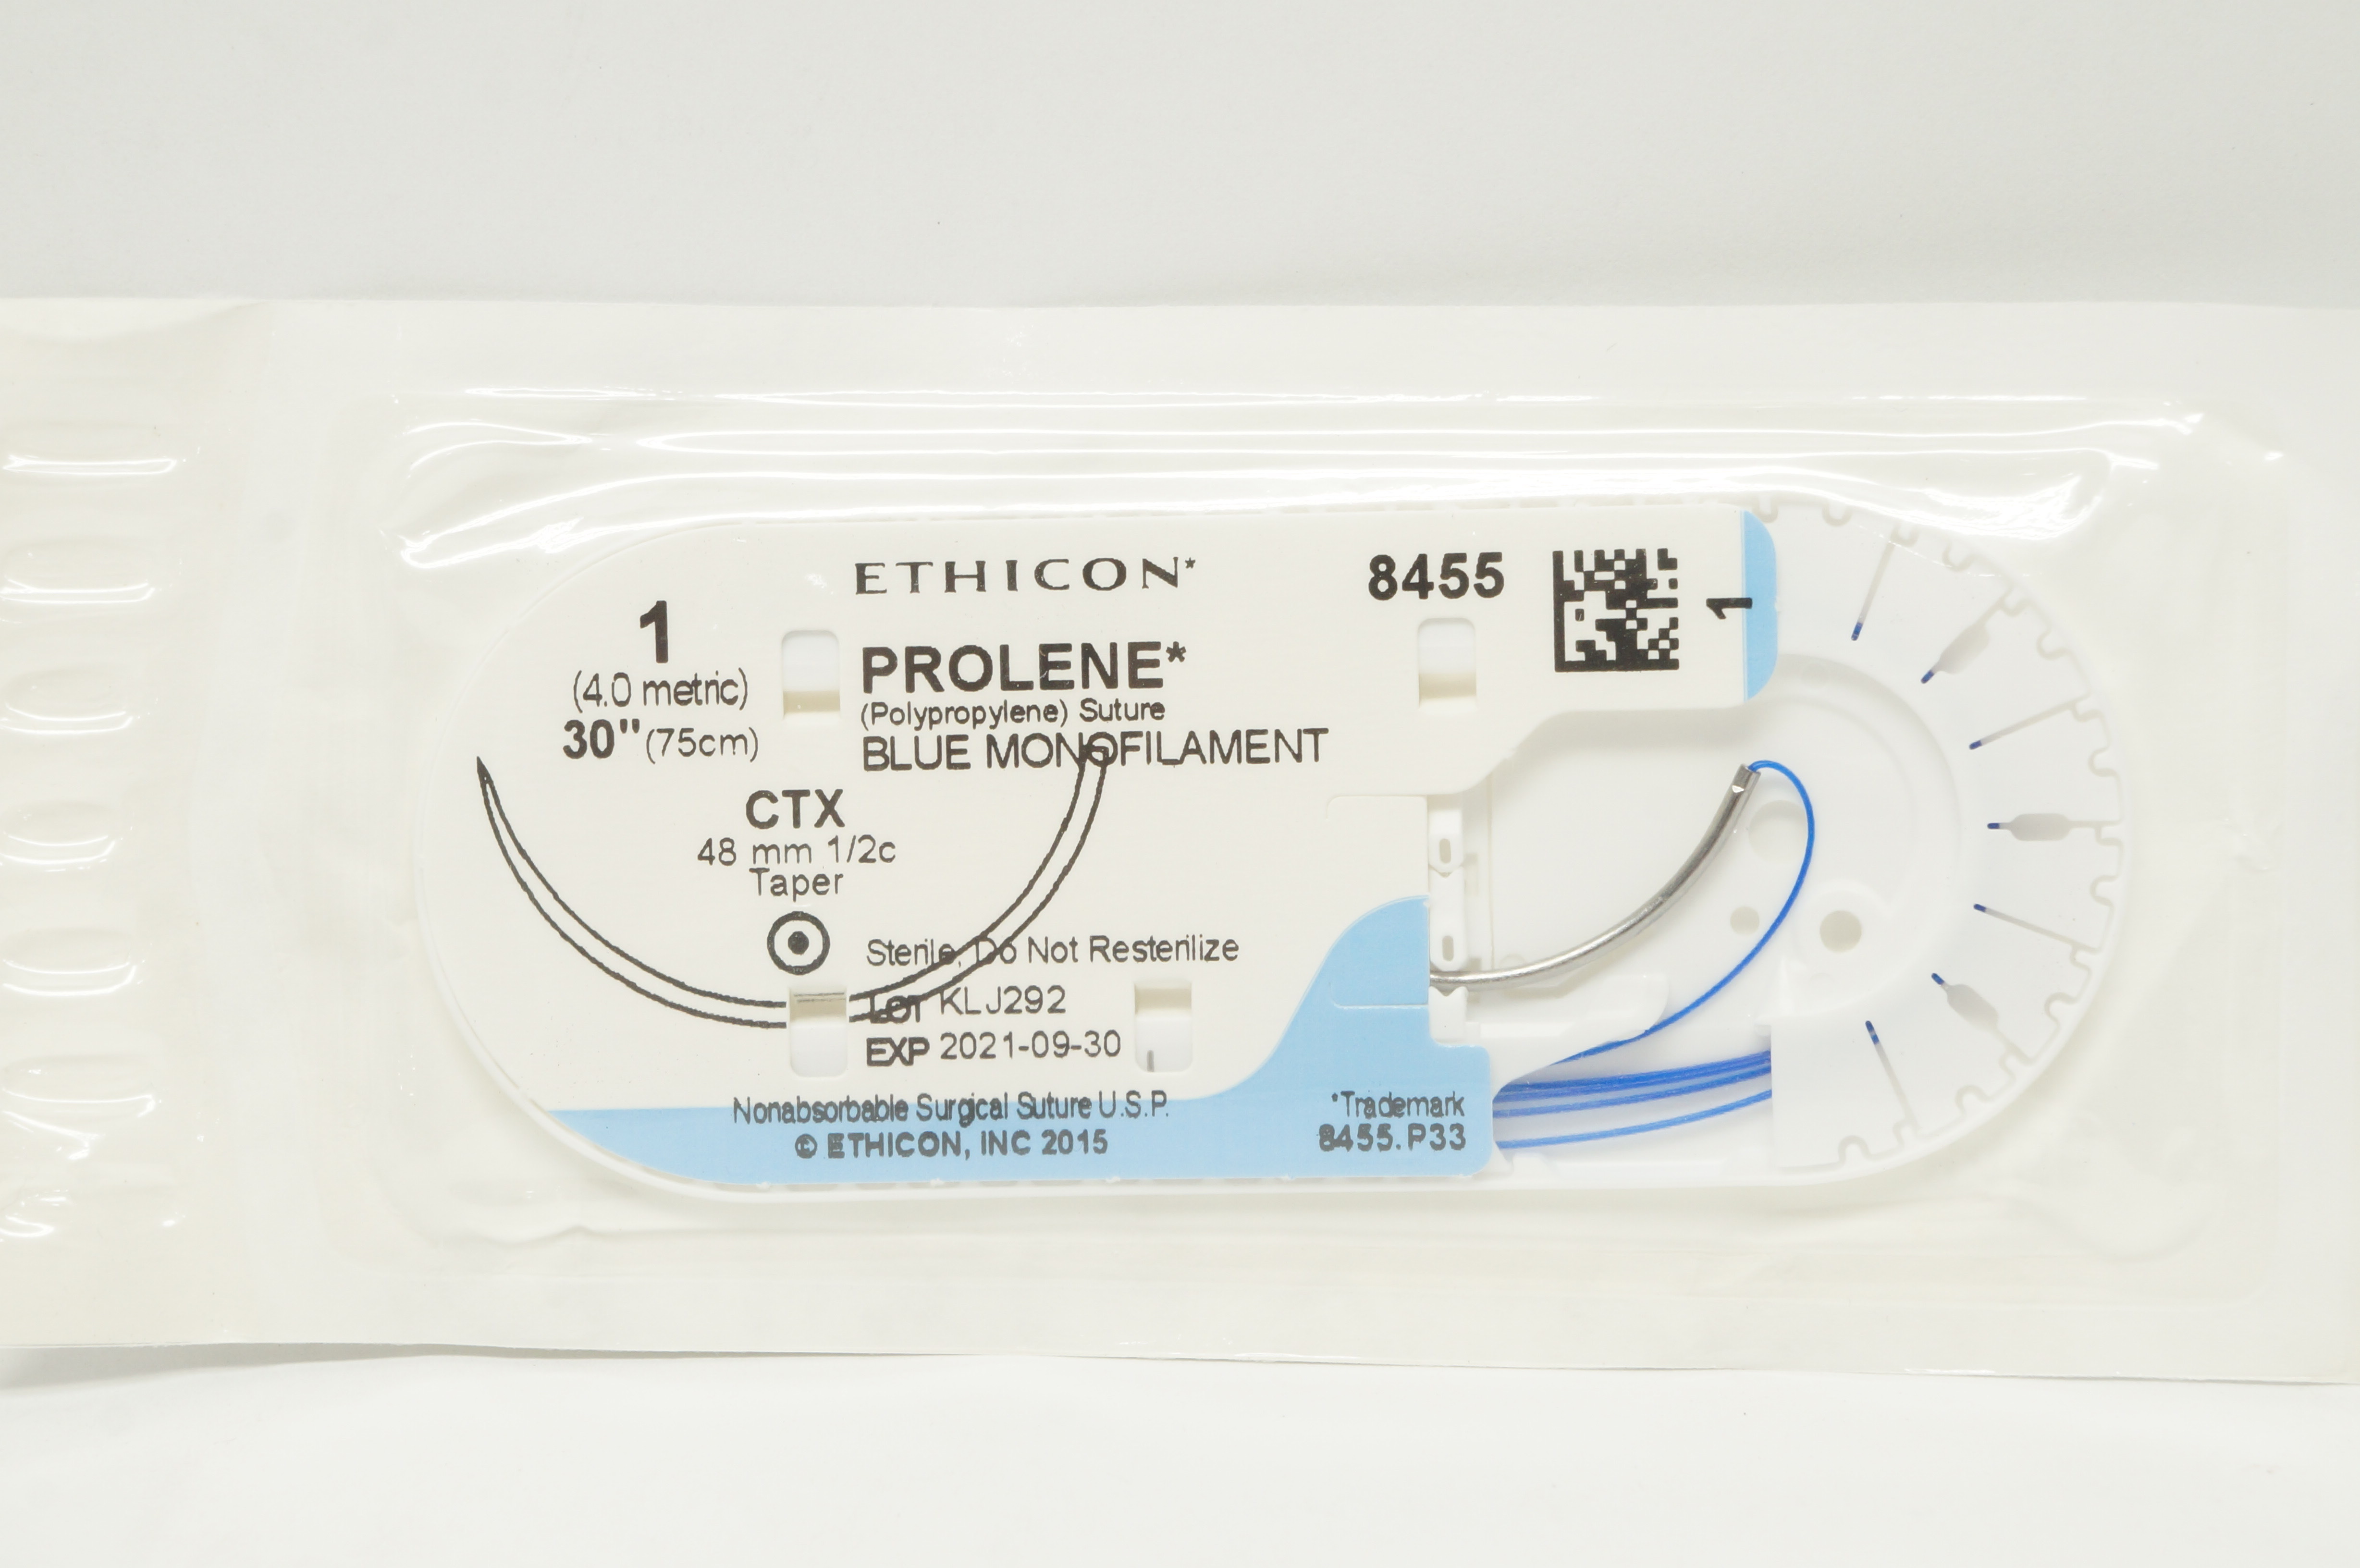 ETHICON*
8455
1
1
(4.0 metric)
30" (75cm)
PROLENE*
(Polypropylene) Suture
BLUE MONOFILAMENT
CTX
48 mm 1/2c
Taper
Sterile, Do Not Resterilize
LOT KLJ292
EXP 2021-09-30
Nonabsorbable Surgical Suture U.S.P.
© ETHICON, INC 2015
*Trademark
8455.P33